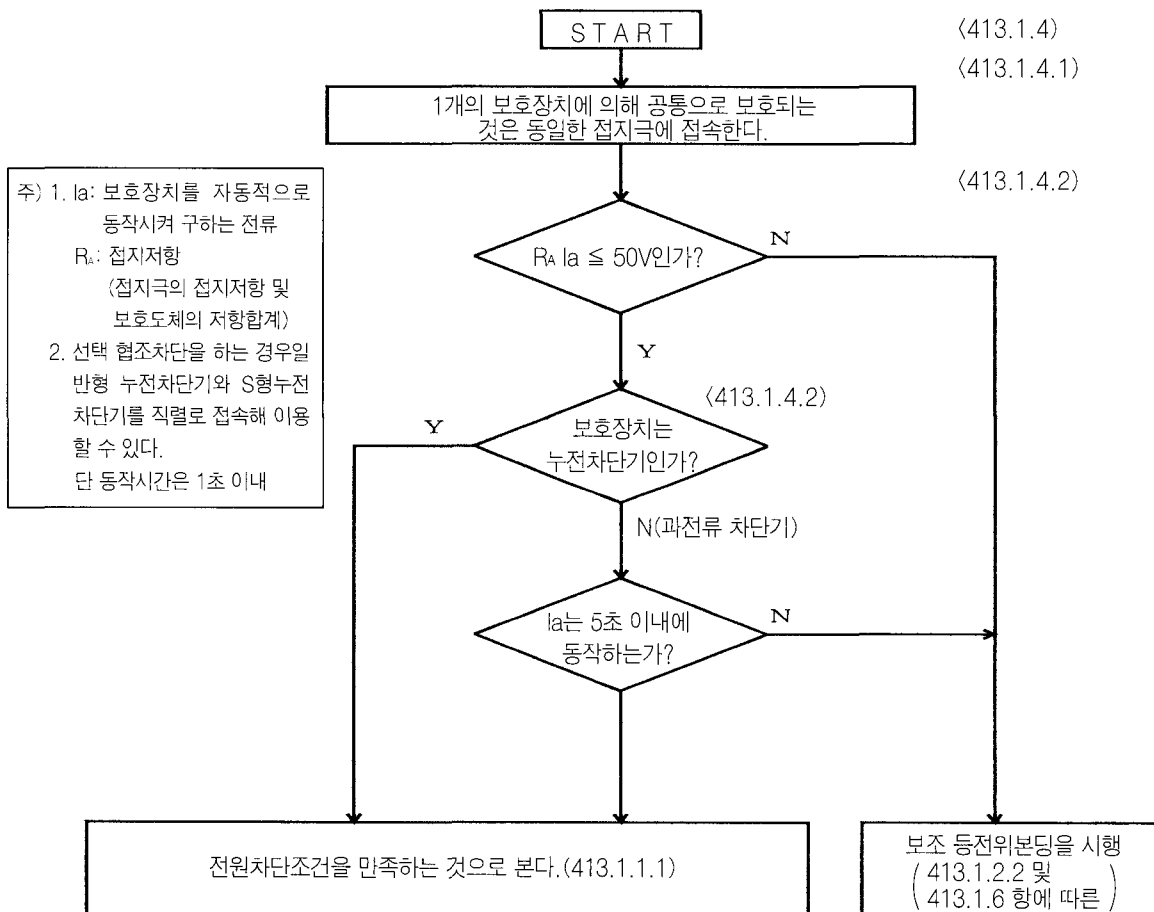 START
〈413.1.4)
〈413.1.4.1)
1개의 보호장치에 의해 공통으로 보호되는
것은 동일한 접지극에 접속한다.
〈413.1.4.2)
주) 1. Ia: 보호장치를 자동적으로
동작시켜 구하는 전류
RA: 접지저항
(접지극의 접지저항 및
보호도체의 저항합계)
2. 선택 협조차단을 하는 경우일
반형 누전차단기와 S형누전
차단기를 직렬로 접속해 이용
할 수 있다.
단 동작시간은 1초 이내
RA Ia ≦ 50V인가?
N
Y
〈413.1.4.2)
보호장치는
누전차단기인가?
Y
N(과전류 차단기)
Ia는 5초 이내에
동작하는가?
N
전원차단조건을 만족하는 것으로 본다.(413.1.1.1)
보조 등전위본딩을 시행
(413.1.2.2 및
413.1.6 항에 따른)